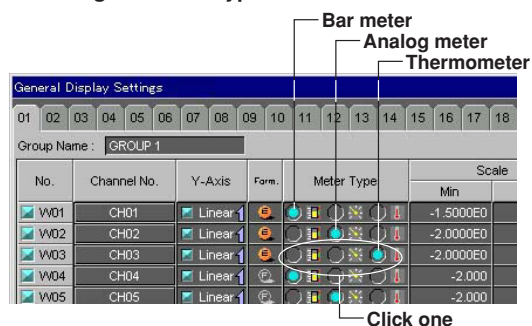 Bar meter
Analog meter
Thermometer
General Display Settings
01 02 03 04 05 06 07 08 09 10 11 12 13 14 15 16 17 18
Group Name : GROUP 1
No. Channel No. Y-Axis Form. Meter Type Scale
Min
W01 CH01 Linear E -1.5000E0
W02 CH02 Linear E -2.0000E0
W03 CH03 Linear E -2.0000E0
W04 CH04 Linear F -2.000
W05 CH05 Linear F -2.000
Click one